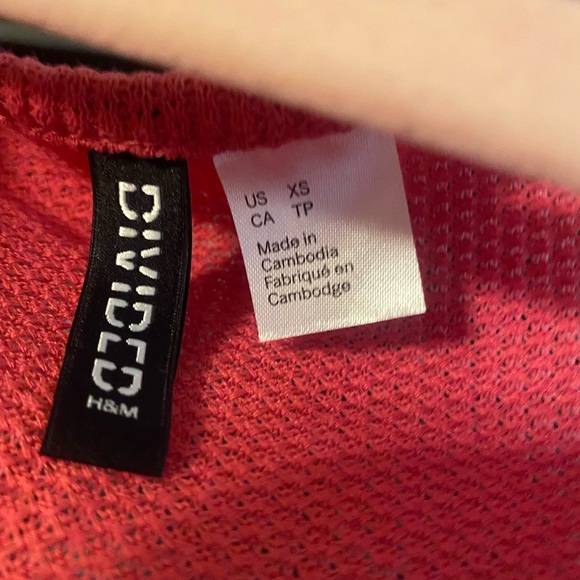 DIVIDED
H&M
US XS
CA TP
Made in
Cambodia
Fabriqué en
Cambodge